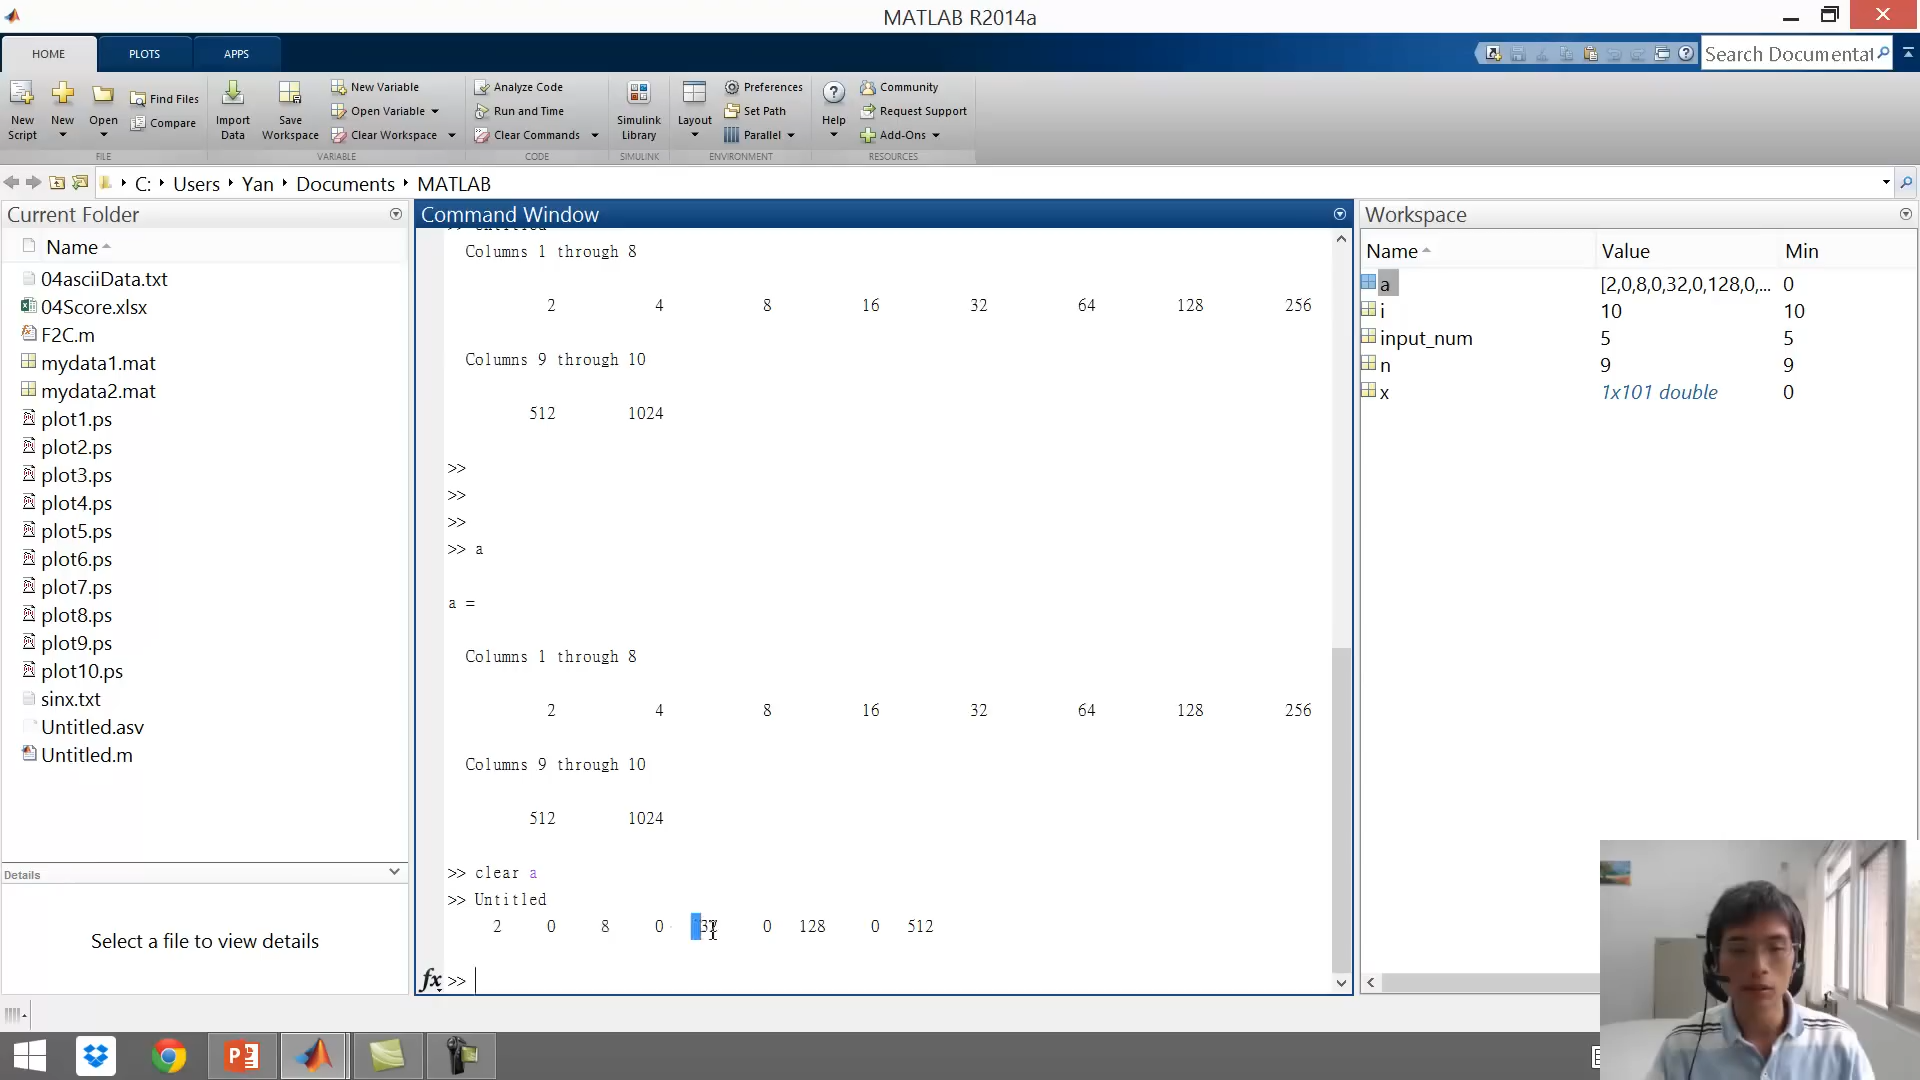 MATLAB R2014a
HOME PLOTS APPS
Search Documentat
New Script
New
Open
Find Files
Compare
FILE
Import Data
Save Workspace
New Variable
Open Variable
Clear Workspace
VARIABLE
Analyze Code
Run and Time
Clear Commands
CODE
Simulink Library
SIMULINK
Layout
Preferences
Set Path
Parallel
ENVIRONMENT
Help
Community
Request Support
Add-Ons
RESOURCES
C: Users Yan Documents MATLAB
Current Folder
Name
04asciiData.txt
04Score.xlsx
F2C.m
mydata1.mat
mydata2.mat
plot1.ps
plot2.ps
plot3.ps
plot4.ps
plot5.ps
plot6.ps
plot7.ps
plot8.ps
plot9.ps
plot10.ps
sinx.txt
Untitled.asv
Untitled.m
Details
Select a file to view details
Command Window
Columns 1 through 8
2 4 8 16 32 64 128 256
Columns 9 through 10
512 1024
>>
>>
>>
>> a
a =
Columns 1 through 8
2 4 8 16 32 64 128 256
Columns 9 through 10
512 1024
>> clear a
>> Untitled
2 0 8 0 32 0 128 0 512
fx >>
Workspace
Name Value Min
a [2,0,8,0,32,0,128,0,... 0
i 10 10
input_num 5 5
n 9 9
x 1x101 double 0